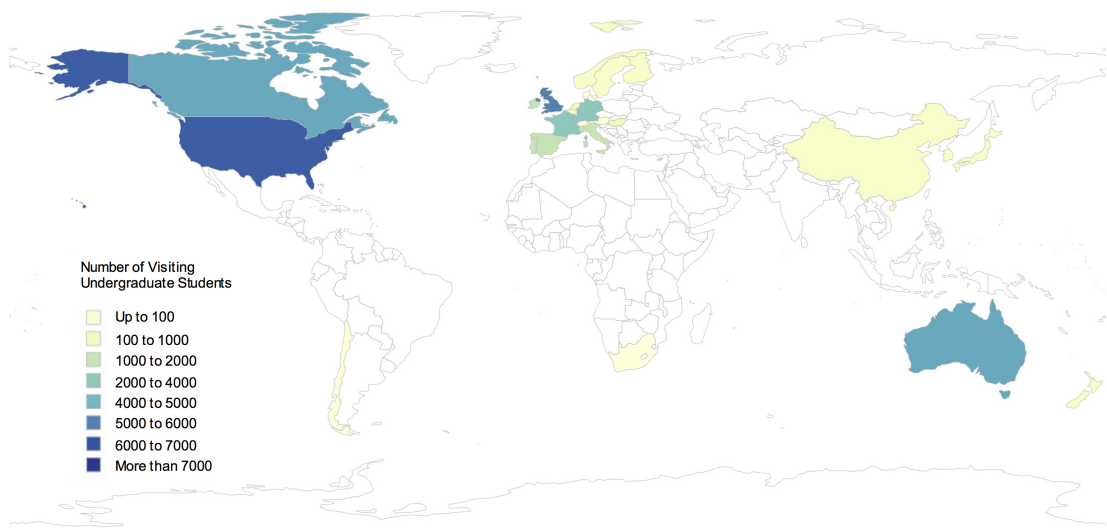 Number of Visiting
Undergraduate Students
Up to 100
100 to 1000
1000 to 2000
2000 to 4000
4000 to 5000
5000 to 6000
6000 to 7000
More than 7000